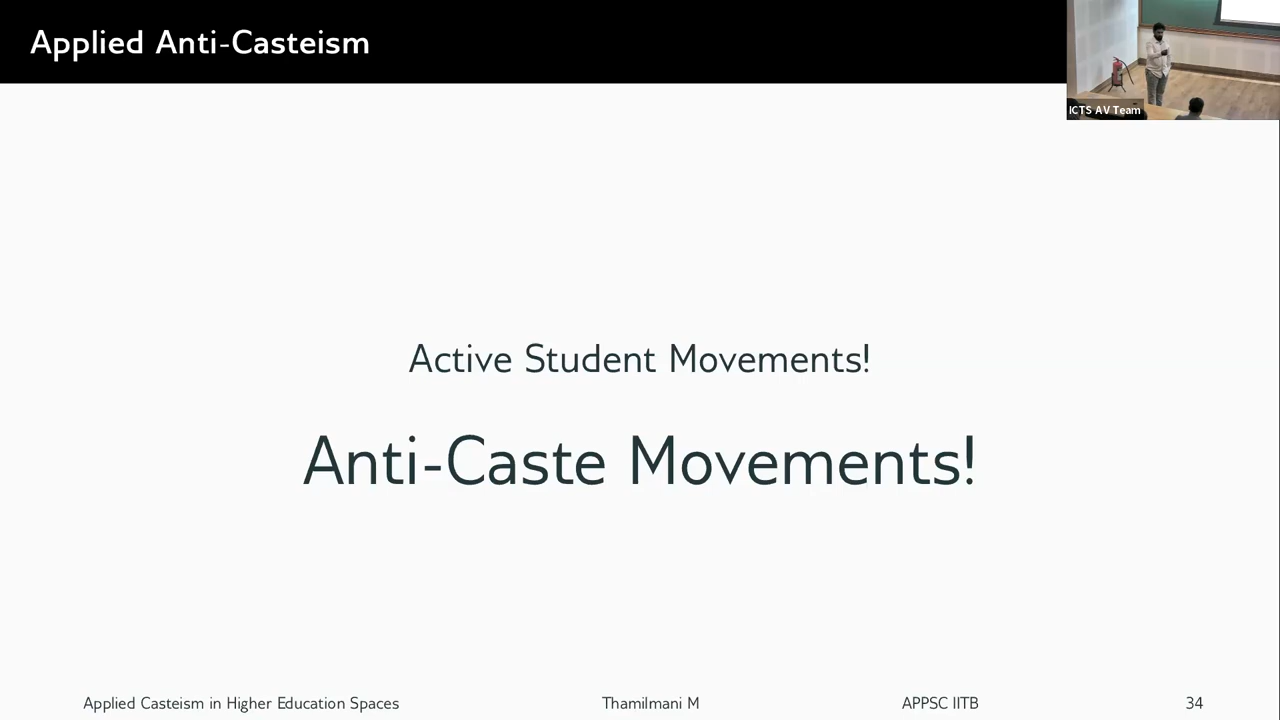 Applied Anti-Casteism
ICTS AV Team
Active Student Movements!
Anti-Caste Movements!
Applied Casteism in Higher Education Spaces Thamilmani M APPSC IITB 34